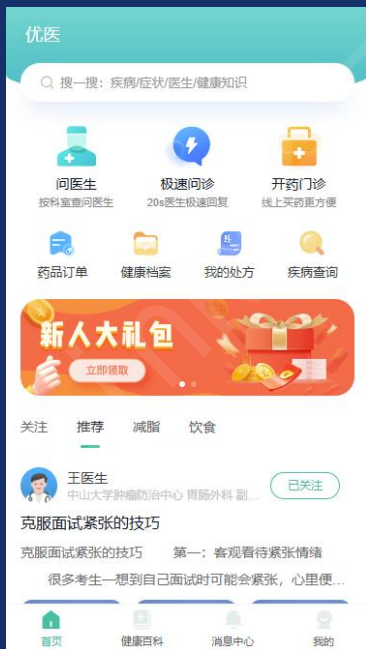 优医
搜一搜：疾病/症状/医生/健康知识
问医生 极速问诊 开药门诊
按科室查问医生 20s医生极速回复 线上买药更方便
药品订单 健康档案 我的处方 疾病查询
新人大礼包
立即领取
关注 推荐 减脂 饮食
王医生
中山大学肿瘤防治中心 胃肠外科 副...
已关注
克服面试紧张的技巧
克服面试紧张的技巧 第一：客观看待紧张情绪
很多考生一想到自己面试时可能会紧张，心里便...
首页 健康百科 消息中心 我的